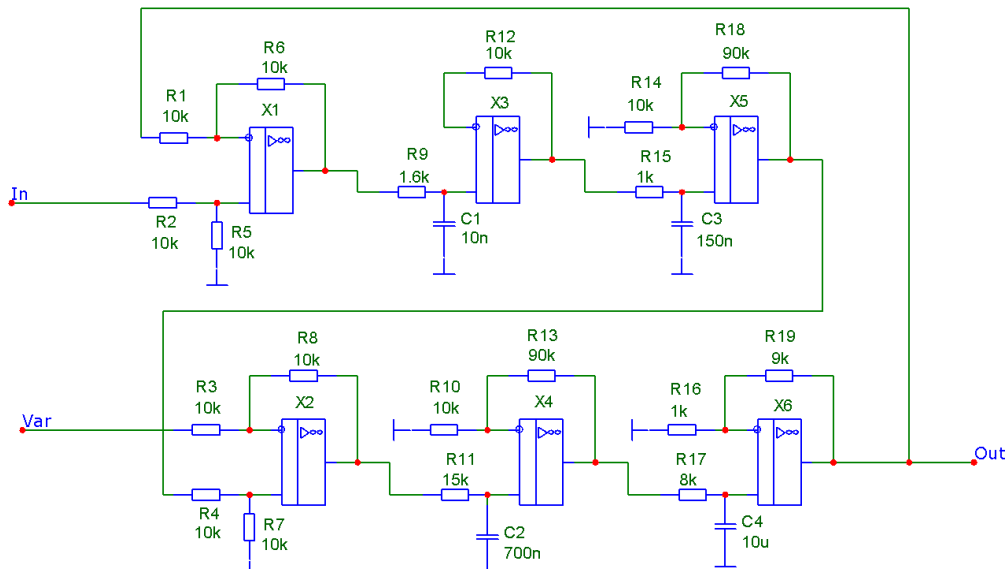 R6
10k
R12
10k
R18
90k
R1
10k
X1
X3
R14
10k
X5
▷∞
▷∞
▷∞
R9
1.6k
R15
1k
In
R2
10k
R5
10k
C1
10n
C3
150n
R8
10k
R13
90k
R19
9k
R3
10k
X2
R10
10k
X4
R16
1k
X6
Var
▷∞
▷∞
▷∞
Out
R11
15k
R17
8k
R4
10k
R7
10k
C2
700n
C4
10u